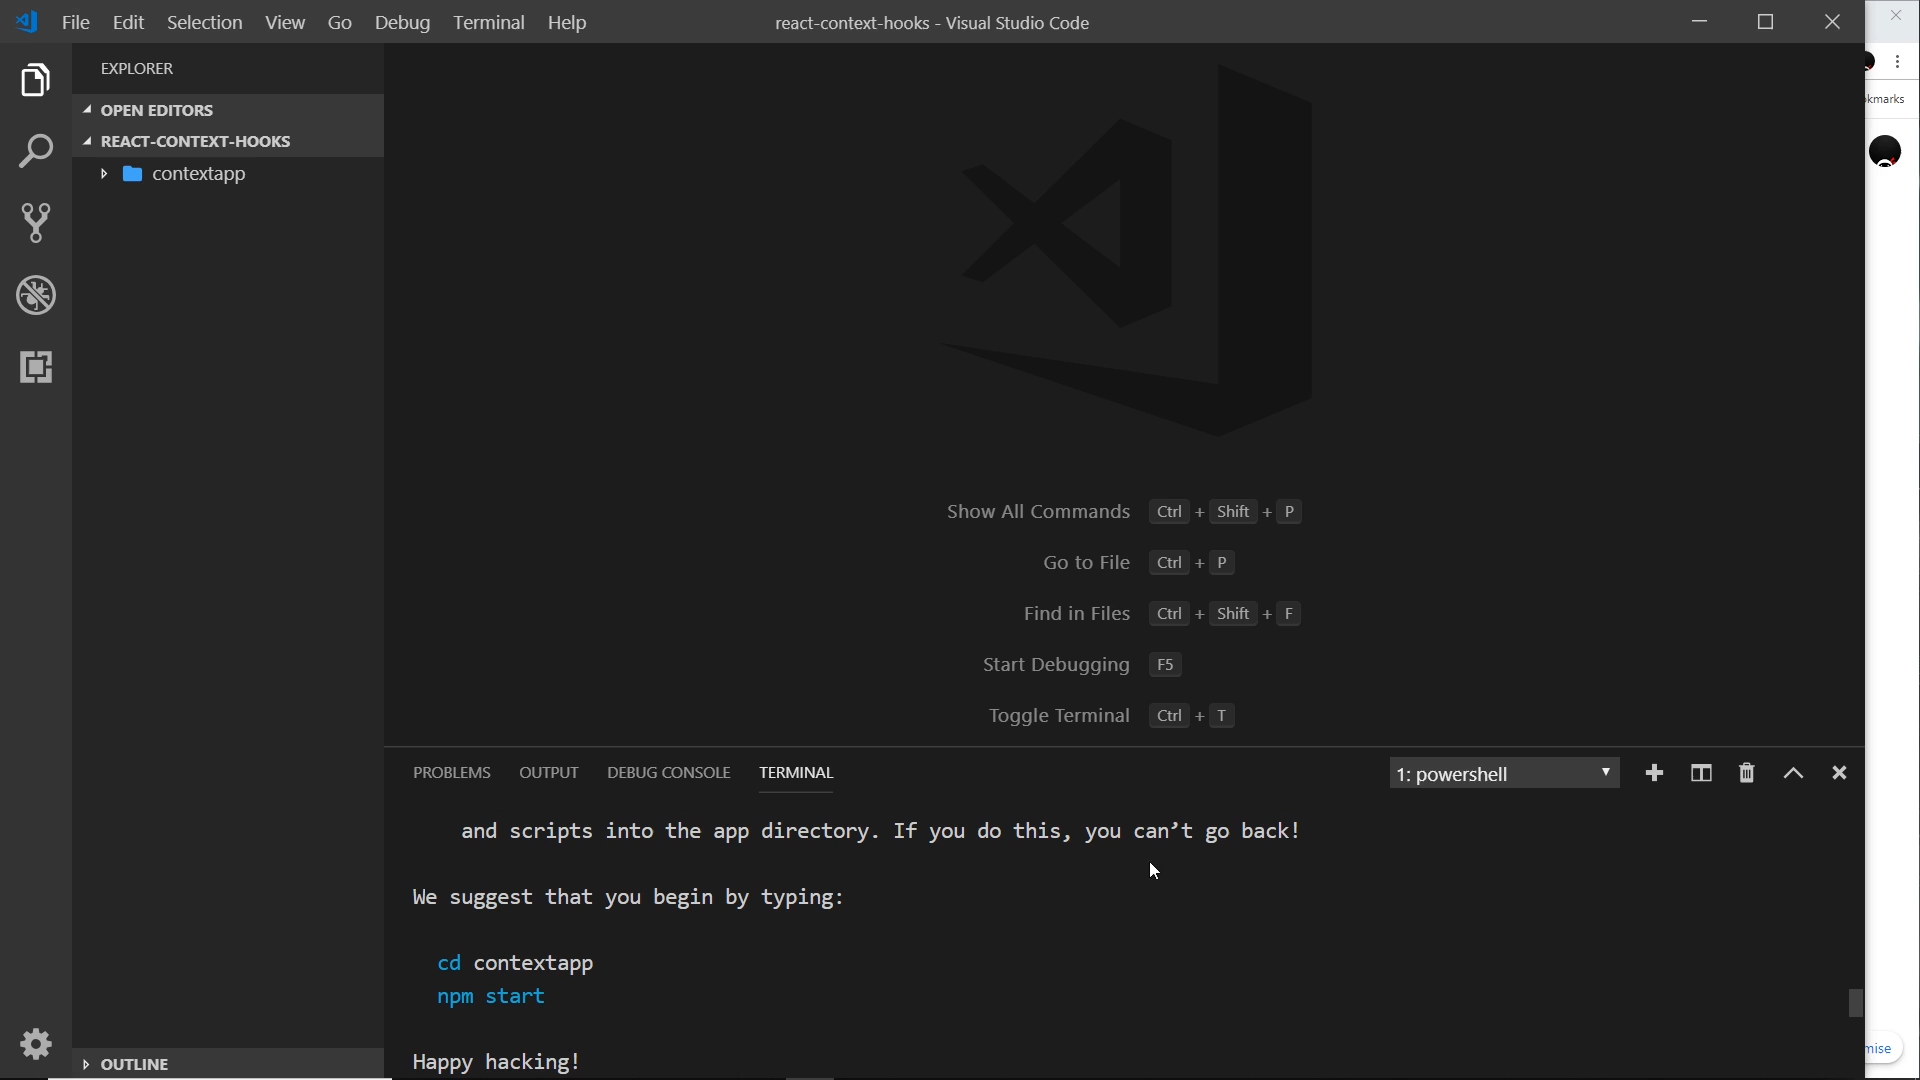 File Edit Selection View Go Debug Terminal Help
react-context-hooks - Visual Studio Code
EXPLORER
OPEN EDITORS
REACT-CONTEXT-HOOKS
contextapp
OUTLINE
Show All Commands Ctrl + Shift + P
Go to File Ctrl + P
Find in Files Ctrl + Shift + F
Start Debugging F5
Toggle Terminal Ctrl + T
PROBLEMS OUTPUT DEBUG CONSOLE TERMINAL
1: powershell
and scripts into the app directory. If you do this, you can’t go back!
We suggest that you begin by typing:
cd contextapp
npm start
Happy hacking!
kmarks
mise